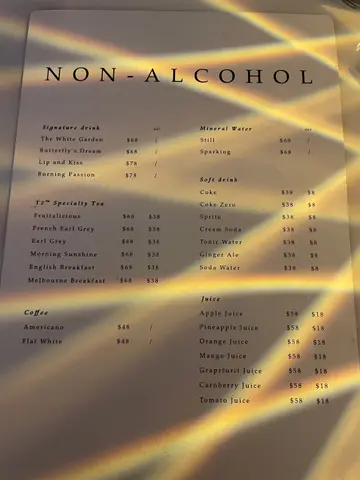 NON-ALCOHOL
Signature drink
The White Garden $68 /
Butterfly's Dream $68 /
Lip and Kiss $78 /
Burning Passion $78 /
T2™ Specialty Tea
Fruitalicious $68 $38
French Earl Grey $68 $38
Earl Grey $68 $38
Morning Sunshine $68 $38
English Breakfast $68 $38
Melbourne Breakfast $68 $38
Coffee
Americano $48 /
Flat White $48 /
Mineral Water
Still $68 /
Sparking $68 /
Soft drink
Coke $38 $8
Coke Zero $38 $8
Sprite $38 $8
Cream Soda $38 $8
Tonic Water $38 $8
Ginger Ale $38 $8
Soda Water $38 $8
Juice
Apple Juice $58 $18
Pineapple Juice $58 $18
Orange Juice $58 $18
Mango Juice $58 $18
Grapefruit Juice $58 $18
Carnberry Juice $58 $18
Tomato Juice $58 $18